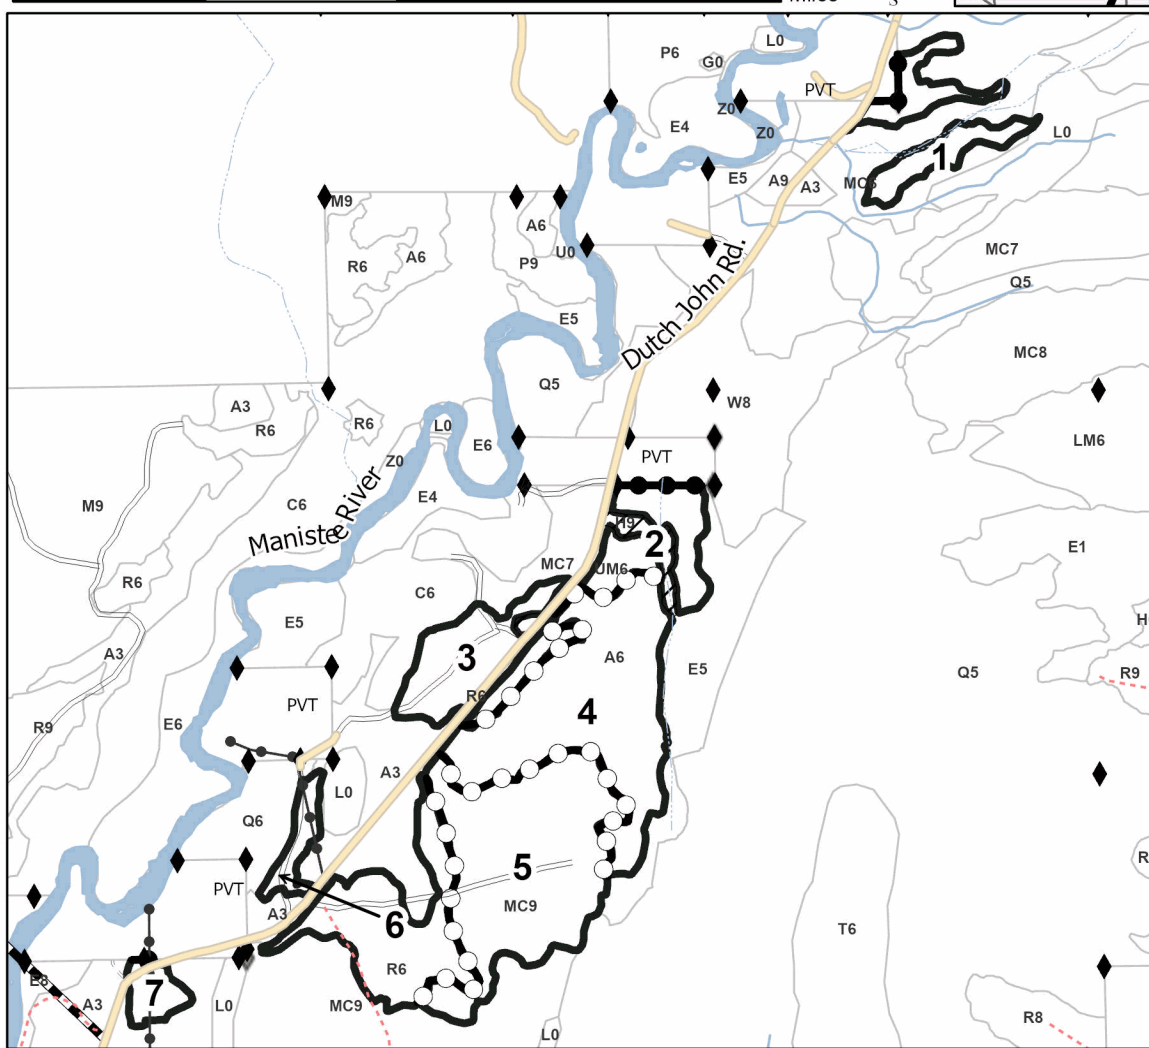 Miles
S
L0
P6
G0
PVT
Z0
E4
Z0
L0
1
E5
A9
A3
M9
A6
U0
MC7
R6
A6
P9
Q5
E5
Dutch John Rd.
MC8
Q5
A3
R6
R6
L0
E6
W8
LM6
Z0
PVT
M9
C6
E4
Manistee River
2
E1
MC7
R6
C6
E5
3
A6
E5
A3
Q5
R9
R6
PVT
4
R9
E6
A3
L0
Q6
5
PVT
MC9
A3
6
T6
R6
7
A3
L0
MC9
R8
L0